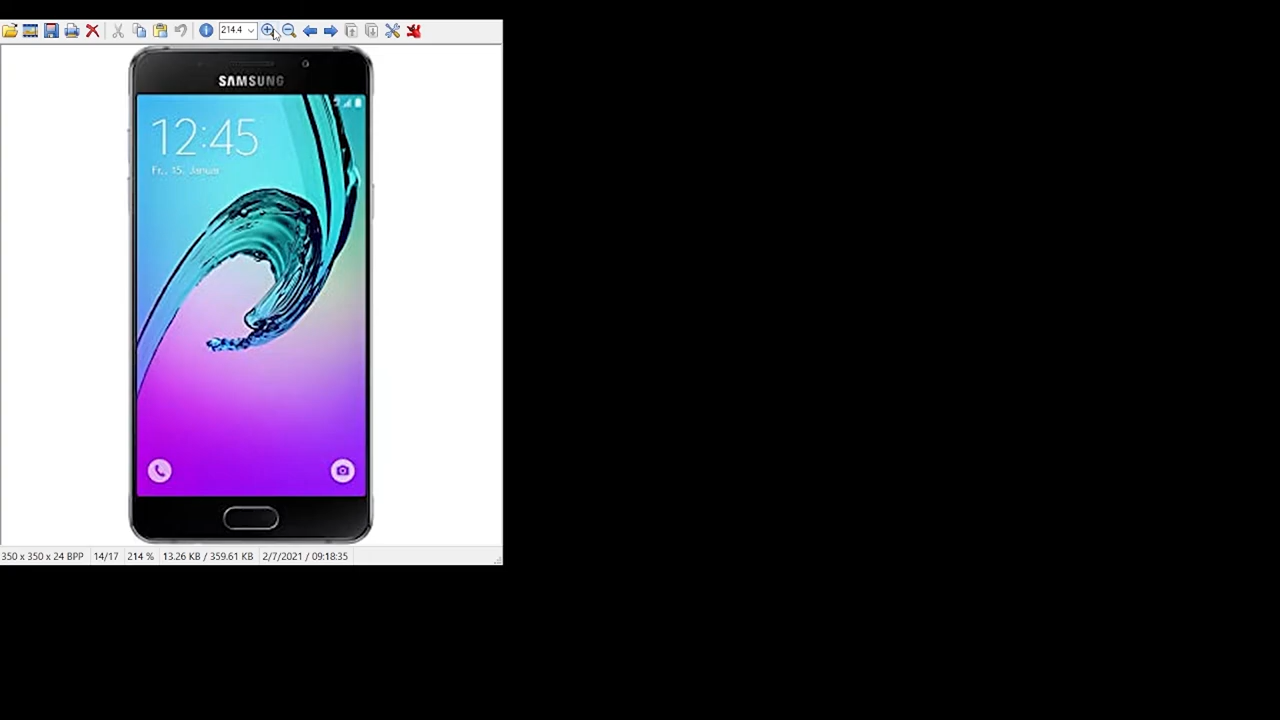 214.4
SAMSUNG
12:45
Fr., 15. Januar
350 x 350 x 24 BPP 14/17 214 % 13.26 KB / 359.61 KB 2/7/2021 / 09:18:35